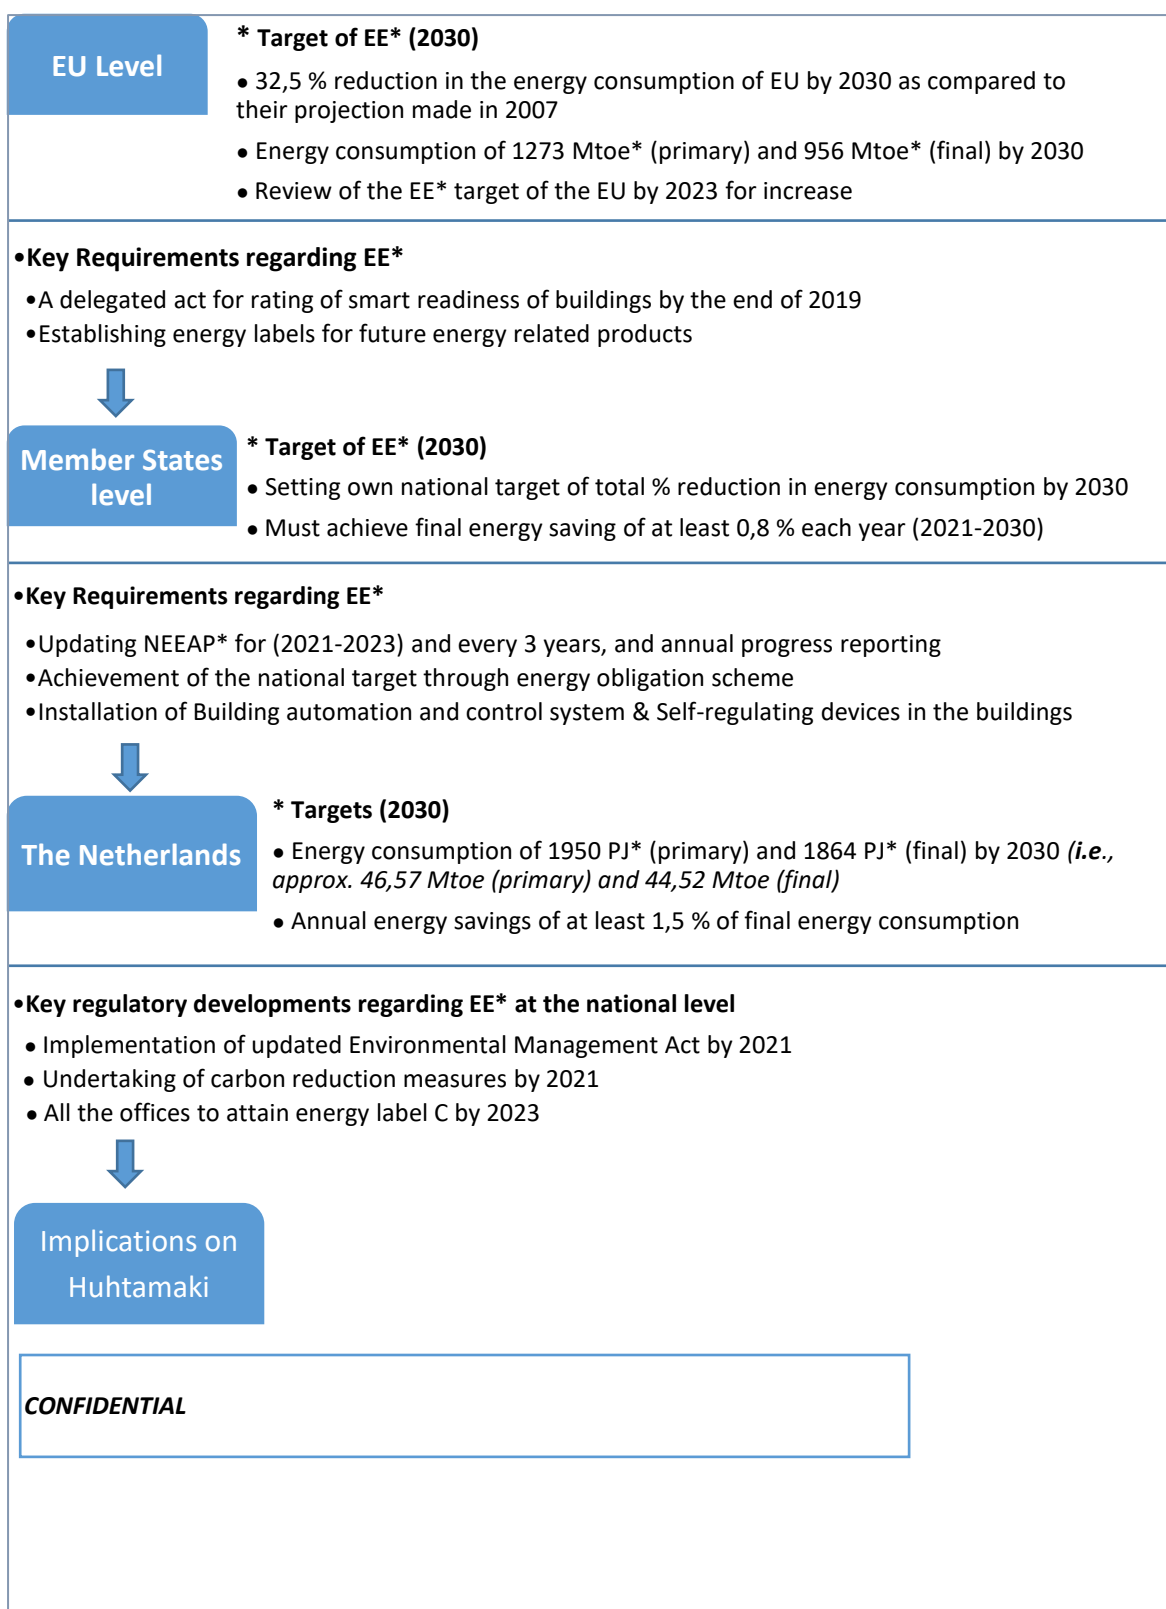 EU Level
* Target of EE* (2030)
● 32,5 % reduction in the energy consumption of EU by 2030 as compared to
their projection made in 2007
● Energy consumption of 1273 Mtoe* (primary) and 956 Mtoe* (final) by 2030
● Review of the EE* target of the EU by 2023 for increase
•Key Requirements regarding EE*
•A delegated act for rating of smart readiness of buildings by the end of 2019
•Establishing energy labels for future energy related products
Member States
level
* Target of EE* (2030)
● Setting own national target of total % reduction in energy consumption by 2030
● Must achieve final energy saving of at least 0,8 % each year (2021-2030)
•Key Requirements regarding EE*
•Updating NEEAP* for (2021-2023) and every 3 years, and annual progress reporting
•Achievement of the national target through energy obligation scheme
•Installation of Building automation and control system & Self-regulating devices in the buildings
The Netherlands
* Targets (2030)
● Energy consumption of 1950 PJ* (primary) and 1864 PJ* (final) by 2030 (i.e.,
approx. 46,57 Mtoe (primary) and 44,52 Mtoe (final)
● Annual energy savings of at least 1,5 % of final energy consumption
•Key regulatory developments regarding EE* at the national level
● Implementation of updated Environmental Management Act by 2021
● Undertaking of carbon reduction measures by 2021
● All the offices to attain energy label C by 2023
Implications on
Huhtamaki
CONFIDENTIAL